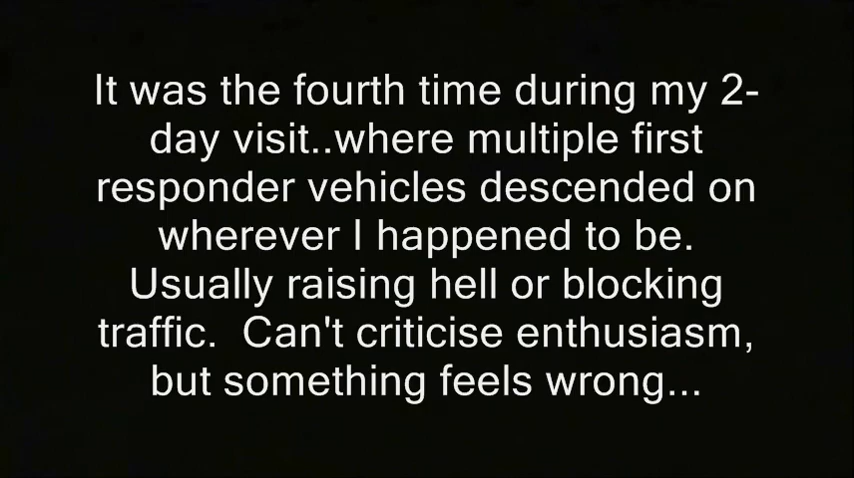 It was the fourth time during my 2-
day visit..where multiple first
responder vehicles descended on
wherever I happened to be.
Usually raising hell or blocking
traffic.  Can't criticise enthusiasm,
but something feels wrong...